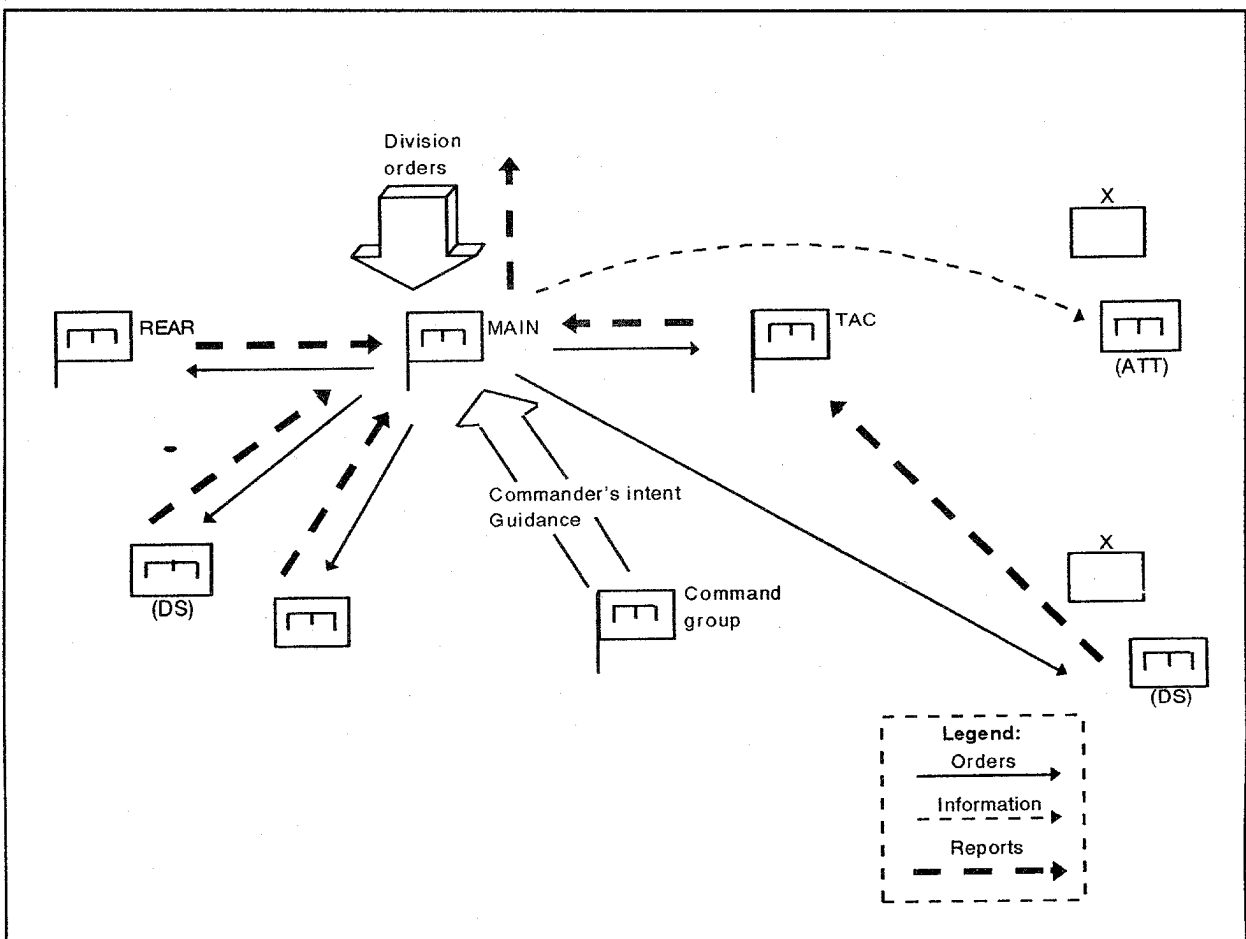 Division
orders
X
REAR
MAIN
TAC
(ATT)
Commander's intent
Guidance
X
(DS)
Command
group
(DS)
Legend:
Orders
Information
Reports